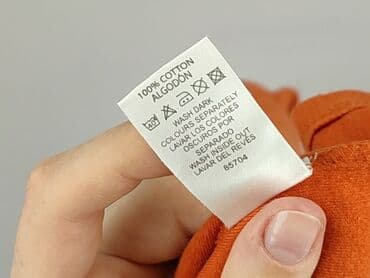 100% COTTON
ALGODÓN
WASH DARK
COLOURS SEPARATELY
LAVAR LOS COLORES
OSCUROS POR
SEPARADO
WASH INSIDE OUT
LAVAR DEL REVÉS
85704